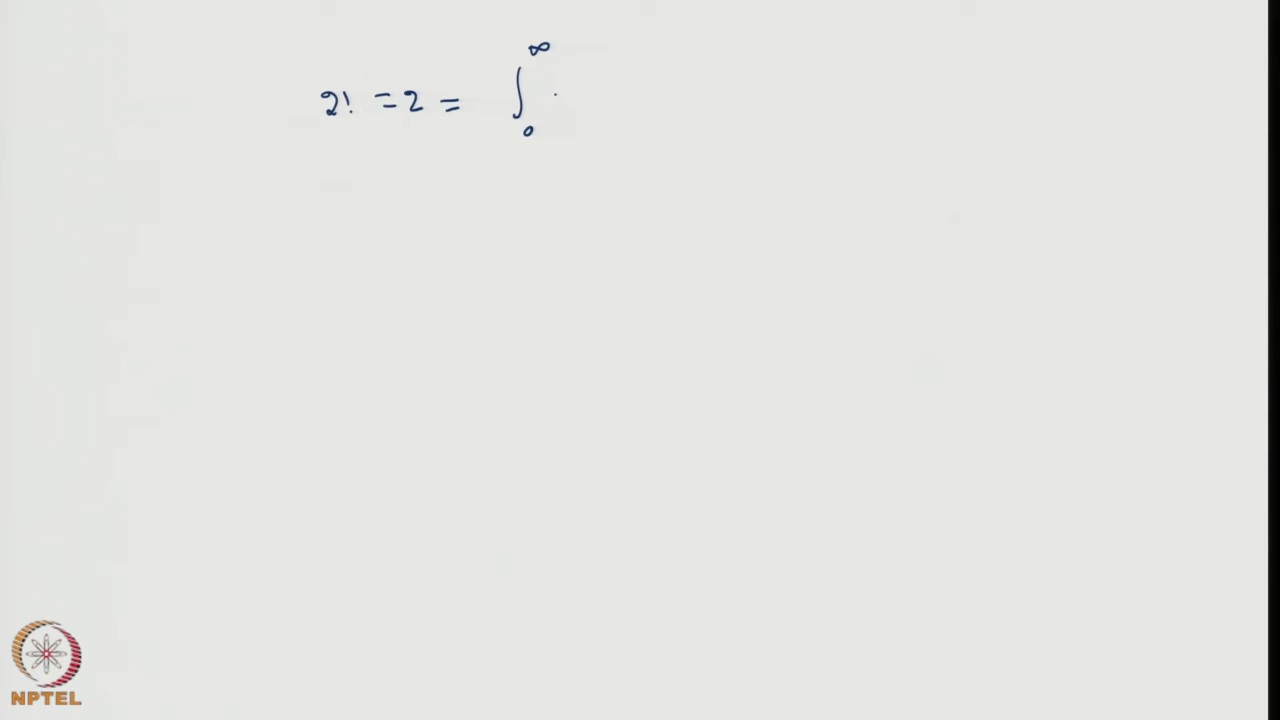 2! = 2 = ∫₀^∞
NPTEL